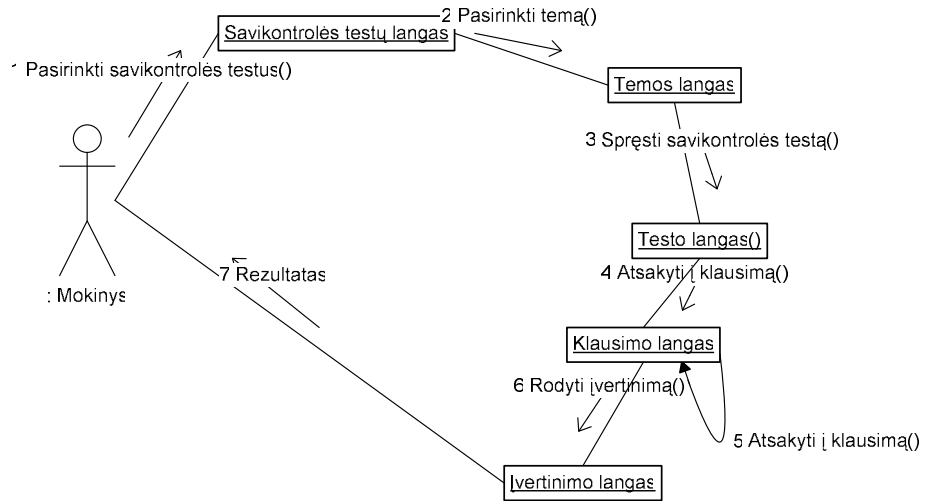 2 Pasirinkti temą()
Savikontrolės testų langas
1 Pasirinkti savikontrolės testus()
Temos langas
3 Spręsti savikontrolės testą()
Testo langas()
4 Atsakyti į klausimą()
7 Rezultatas
: Mokinys
Klausimo langas
6 Rodyti įvertinimą()
5 Atsakyti į klausimą()
Įvertinimo langas